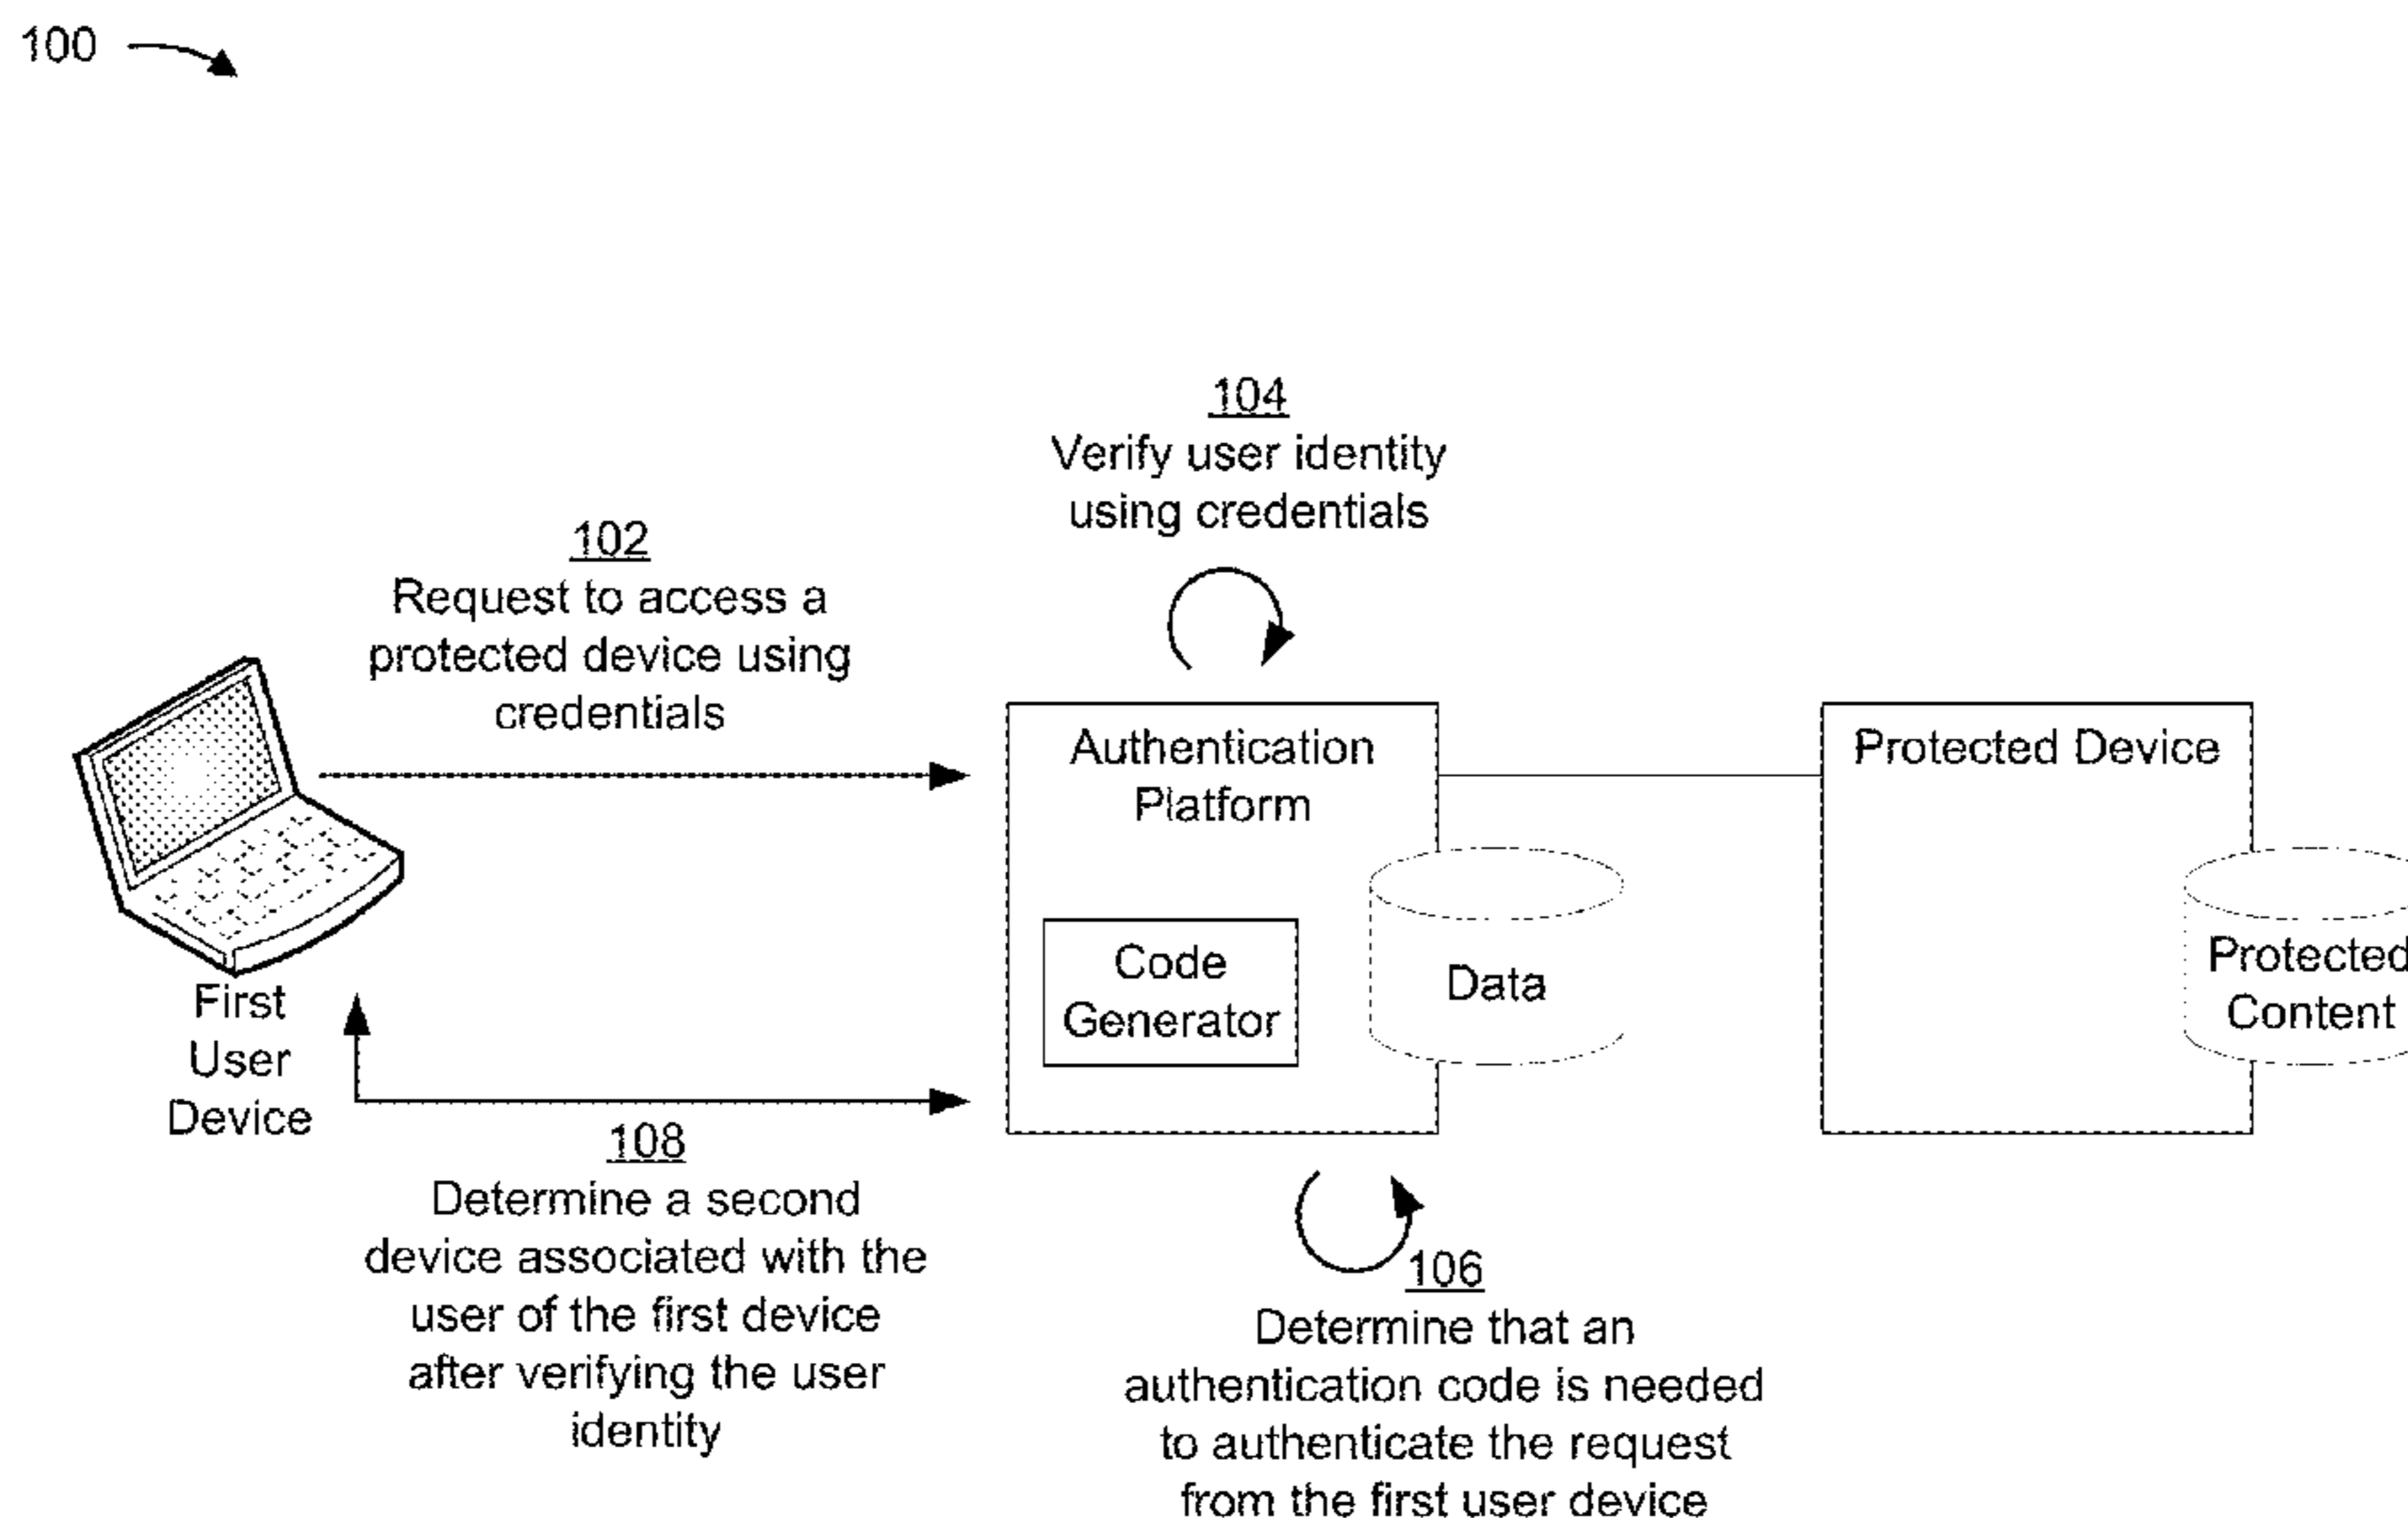 100
104
Verify user identity
using credentials
102
Request to access a
protected device using
credentials
Authentication
Platform
Protected Device
Code
Generator
Data
Protected
Content
First
User
Device
108
Determine a second
device associated with the
user of the first device
after verifying the user
identity
106
Determine that an
authentication code is needed
to authenticate the request
from the first user device